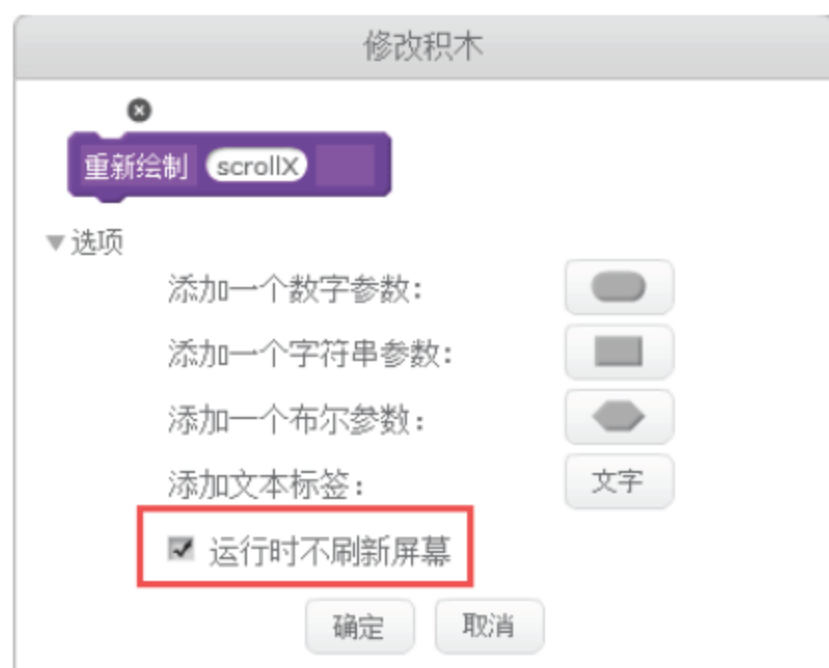 修改积木
重新绘制 scrollX
选项
添加一个数字参数：
添加一个字符串参数：
添加一个布尔参数：
添加文本标签： 文字
运行时不刷新屏幕
确定 取消